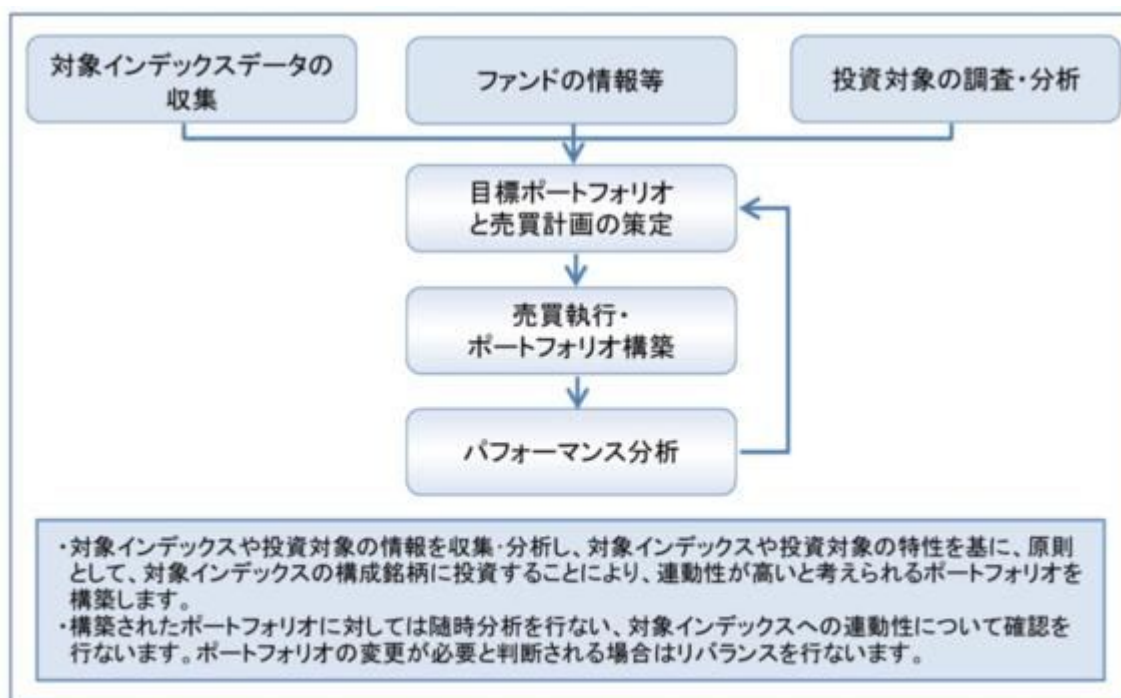 対象インデックスデータの
収集
ファンドの情報等
投資対象の調査・分析
目標ポートフォリオ
と売買計画の策定
売買執行・
ポートフォリオ構築
パフォーマンス分析
・対象インデックスや投資対象の情報を収集・分析し、対象インデックスや投資対象の特性を基に、原則
として、対象インデックスの構成銘柄に投資することにより、連動性が高いと考えられるポートフォリオを
構築します。
・構築されたポートフォリオに対しては随時分析を行ない、対象インデックスへの連動性について確認を
行ないます。ポートフォリオの変更が必要と判断される場合はリバランスを行ないます。